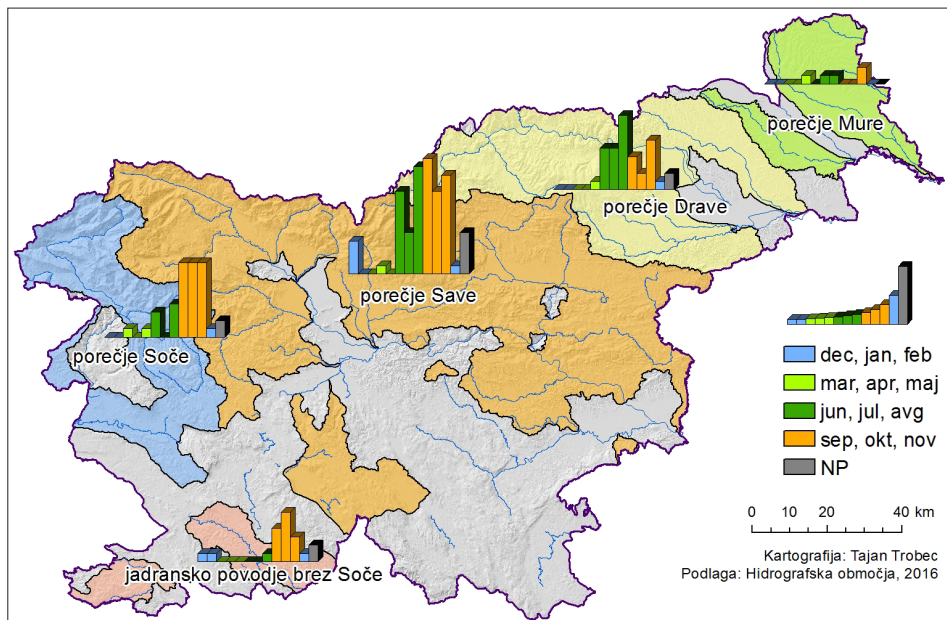 porečje Mure
porečje Drave
porečje Save
porečje Soče
jadransko povodje brez Soče
dec, jan, feb
mar, apr, maj
jun, jul, avg
sep, okt, nov
NP
0 10 20 40 km
Kartografija: Tajan Trobec
Podlaga: Hidrografska območja, 2016